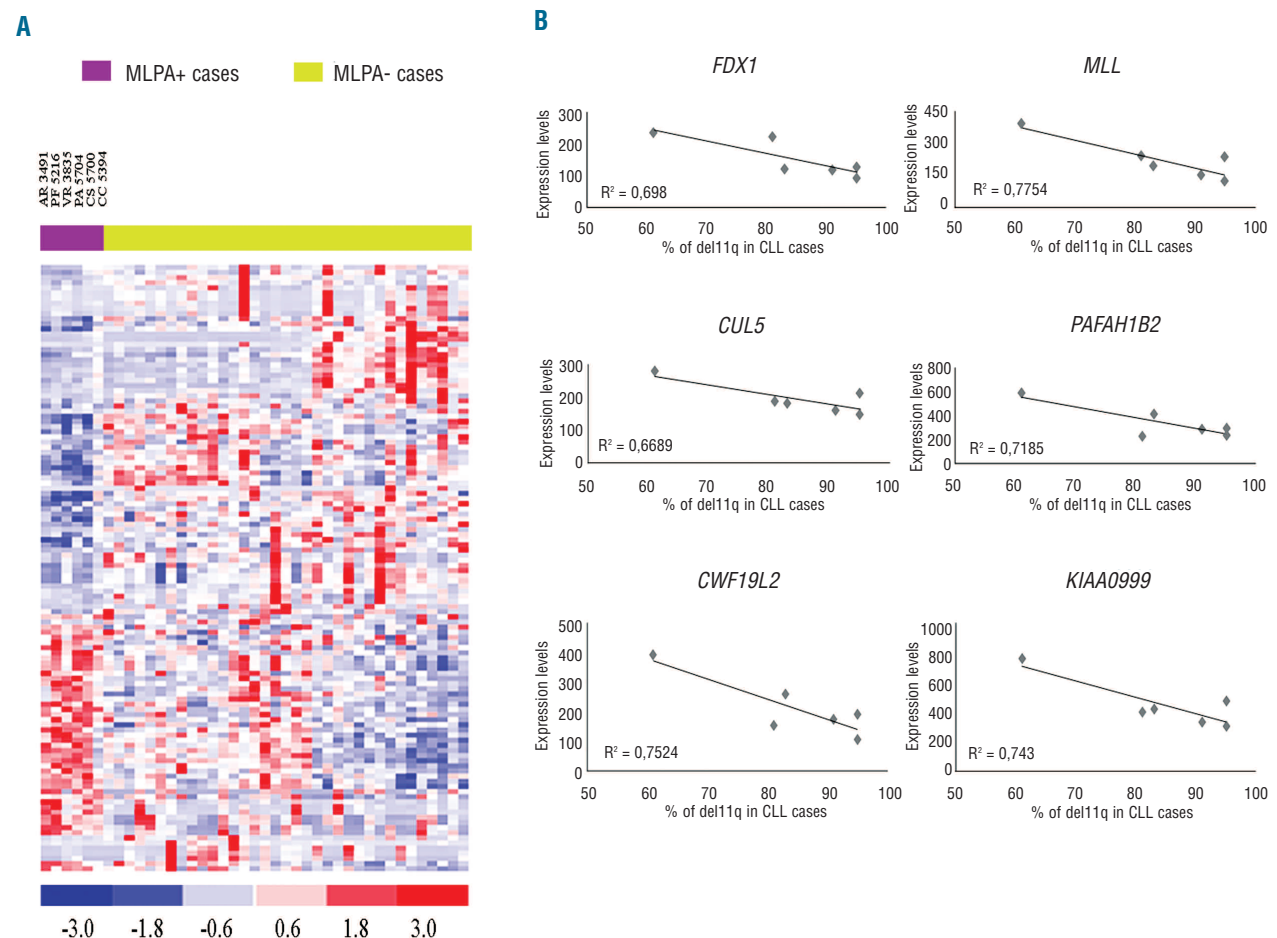 A
MLPA+ cases
MLPA- cases
AR 3491
PF 5216
VR 3835
PA 5704
CS 5700
CC 5394
-3.0 -1.8 -0.6 0.6 1.8 3.0
B
FDX1
Expression levels
300
200
100
0
R² = 0,698
50 60 70 80 90 100
% of del11q in CLL cases
MLL
Expression levels
450
300
150
0
R² = 0,7754
50 60 70 80 90 100
% of del11q in CLL cases
CUL5
Expression levels
300
200
100
0
R² = 0,6689
50 60 70 80 90 100
% of del11q in CLL cases
PAFAH1B2
Expression levels
800
600
400
200
0
R² = 0,7185
50 60 70 80 90 100
% of del11q in CLL cases
CWF19L2
Expression levels
500
400
300
200
100
0
R² = 0,7524
50 60 70 80 90 100
% of del11q in CLL cases
KIAA0999
Expression levels
1000
800
600
400
200
0
R² = 0,743
50 60 70 80 90 100
% of del11q in CLL cases